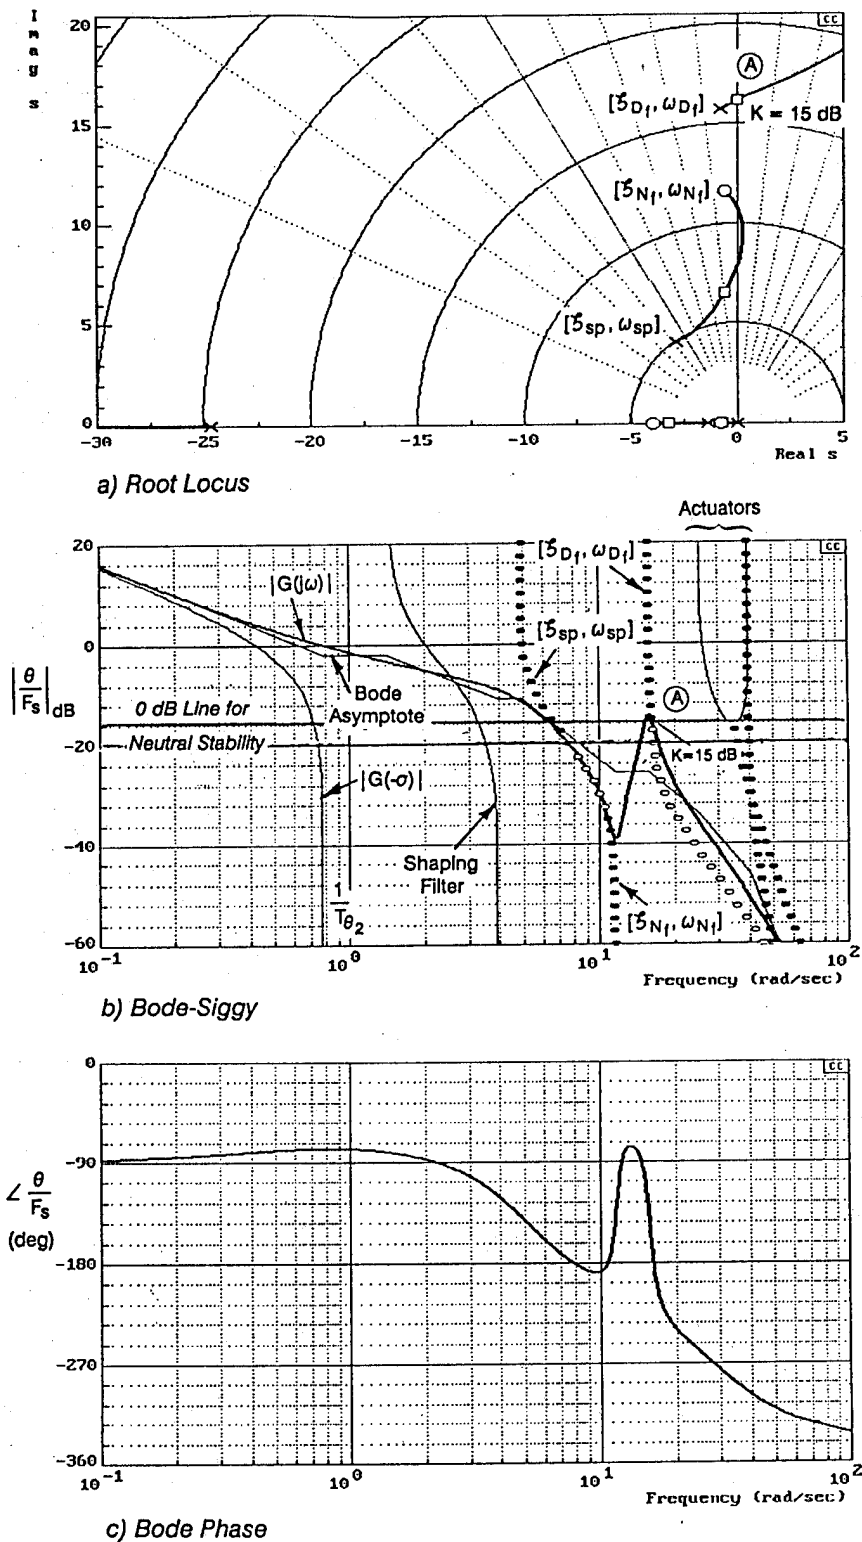 Imag s
CC
20
15
10
5
0
-30 -25 -20 -15 -10 -5 0 5
Real s
A
[ζD₁, ωD₁]
K = 15 dB
[ζN₁, ωN₁]
[ζsp, ωsp]
a) Root Locus
Actuators
CC
20
0
-20
-40
-60
|θ/Fs|dB
|G(jω)|
[ζD₁, ωD₁]
[ζsp, ωsp]
Bode
Asymptote
0 dB Line for
Neutral Stability
A
K=15 dB
|G(-σ)|
Shaping
Filter
1/Tθ₂
[ζN₁, ωN₁]
10⁻¹ 10⁰ 10¹ 10²
Frequency (rad/sec)
b) Bode-Siggy
CC
0
-90
-180
-270
-360
∠ θ/Fs
(deg)
10⁻¹ 10⁰ 10¹ 10²
Frequency (rad/sec)
c) Bode Phase